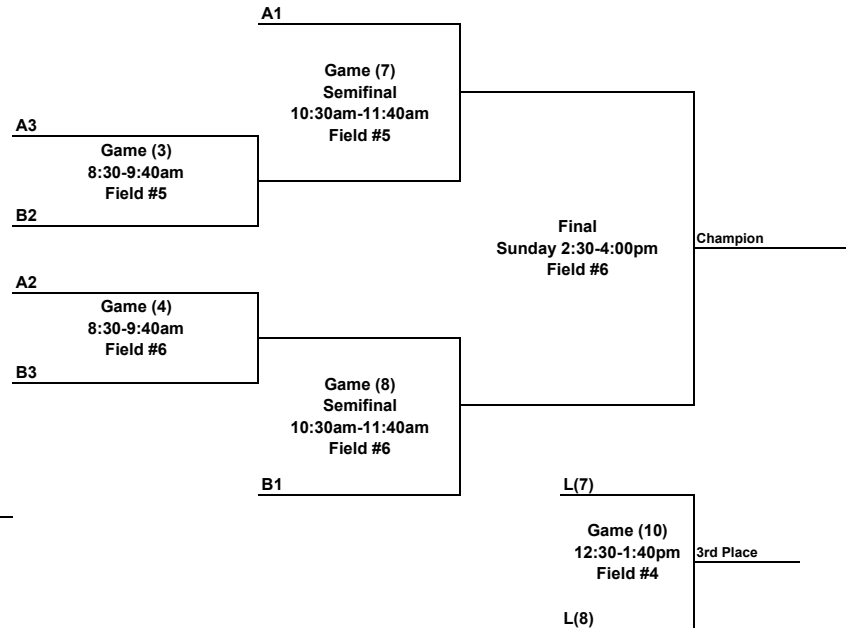 A1
Game (7)
Semifinal
10:30am-11:40am
Field #5
A3
Game (3)
8:30-9:40am
Field #5
B2
Final
Sunday 2:30-4:00pm
Field #6
Champion
A2
Game (4)
8:30-9:40am
Field #6
B3
Game (8)
Semifinal
10:30am-11:40am
Field #6
B1
L(7)
Game (10)
12:30-1:40pm
Field #4
3rd Place
L(8)